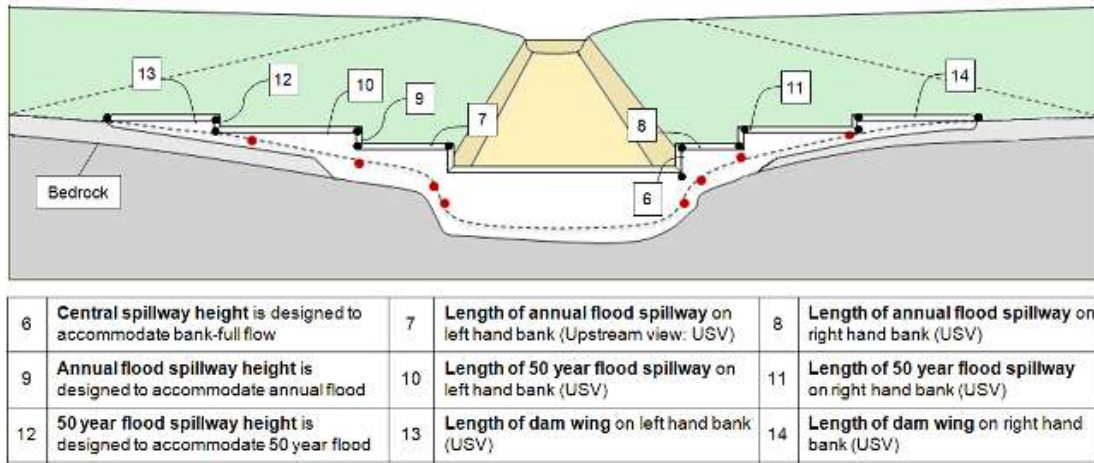 13
12
10
9
7
8
11
14
6
Bedrock
6 Central spillway height is designed to accommodate bank-full flow
7 Length of annual flood spillway on left hand bank (Upstream view: USV)
8 Length of annual flood spillway on right hand bank (USV)
9 Annual flood spillway height is designed to accommodate annual flood
10 Length of 50 year flood spillway on left hand bank (USV)
11 Length of 50 year flood spillway on right hand bank (USV)
12 50 year flood spillway height is designed to accommodate 50 year flood
13 Length of dam wing on left hand bank (USV)
14 Length of dam wing on right hand bank (USV)